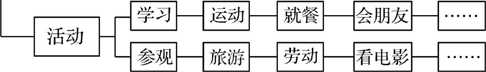 学习 运动 就餐 会朋友 ……
活动
参观 旅游 劳动 看电影 ……